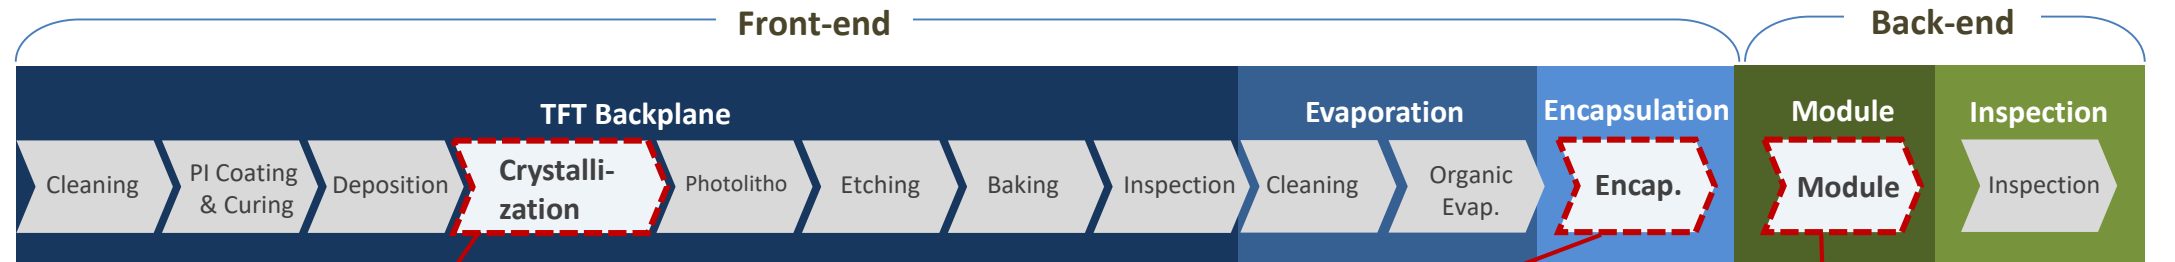 Front-end
Back-end
TFT Backplane
Evaporation
Encapsulation
Module
Inspection
Cleaning
PI Coating
& Curing
Deposition
Crystalli-
zation
Photolitho
Etching
Baking
Inspection
Cleaning
Organic
Evap.
Encap.
Module
Inspection